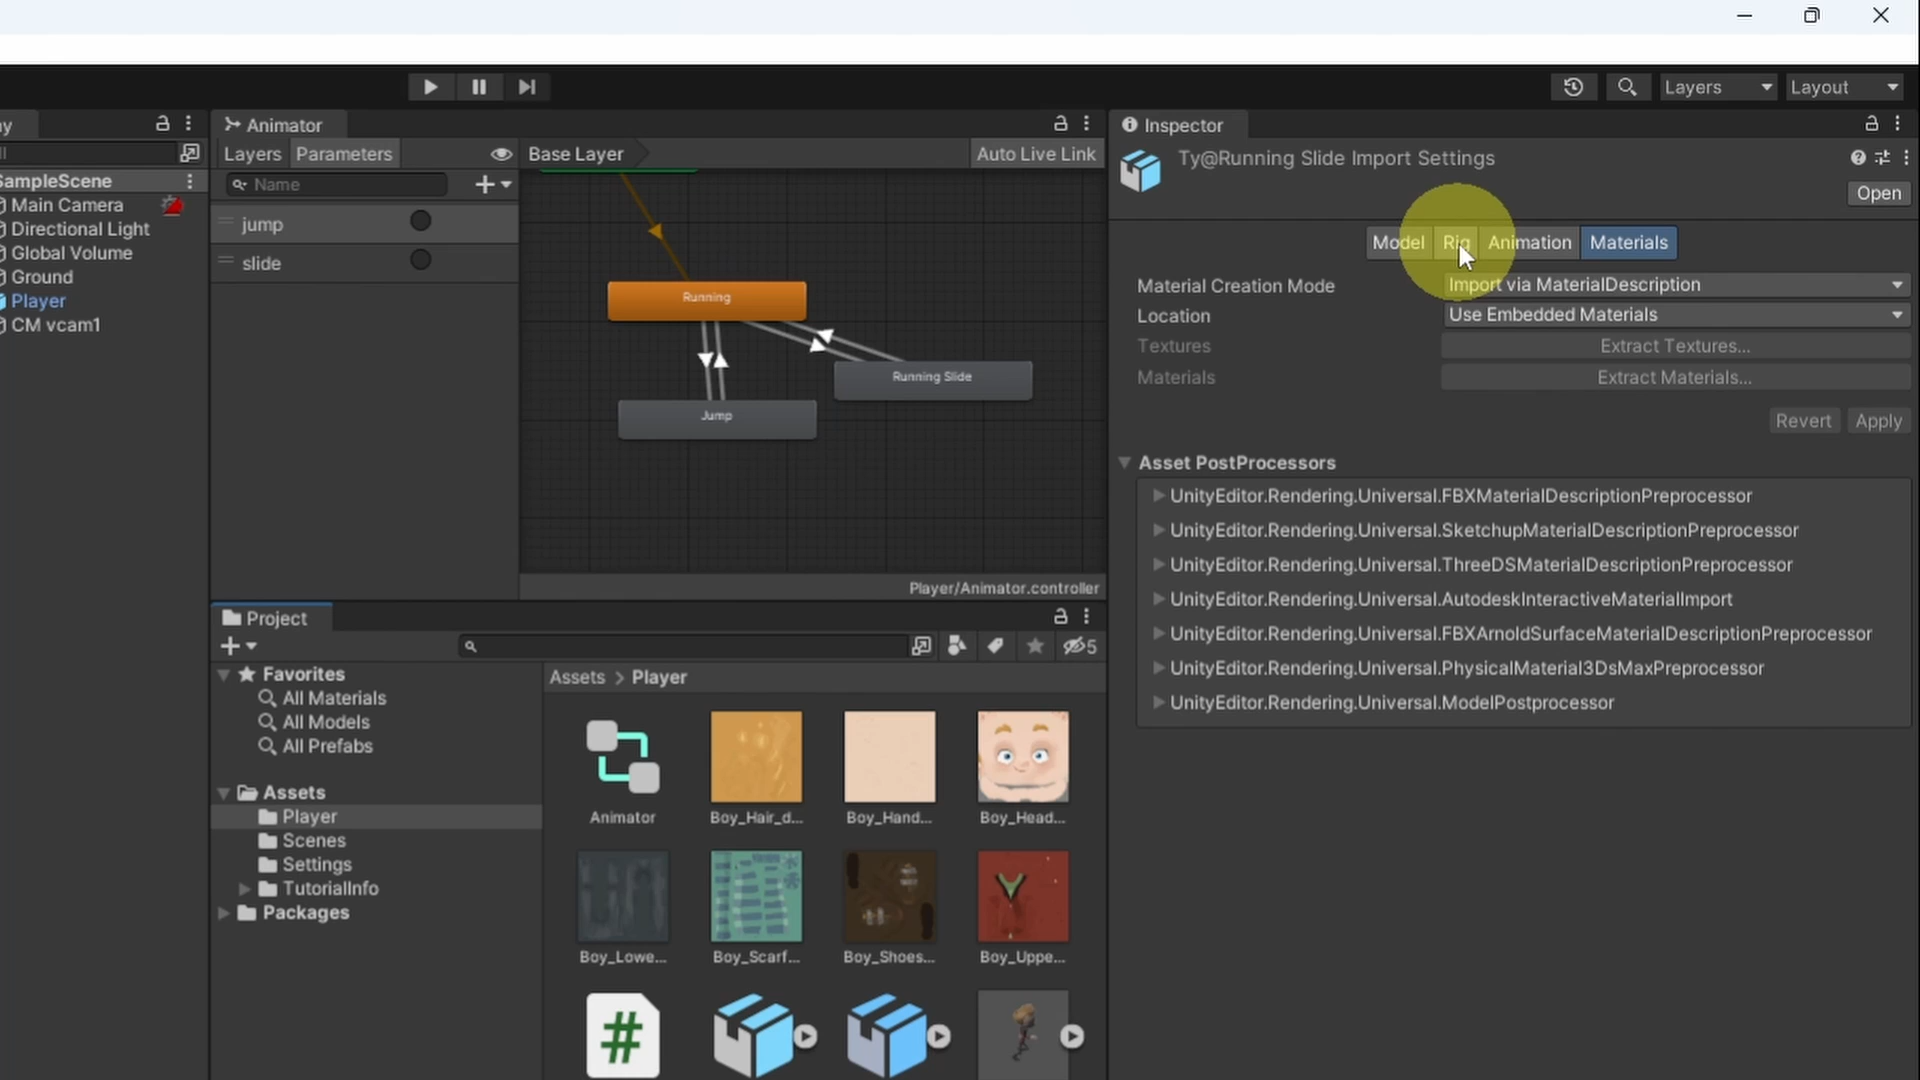 Layers
Layout
y
Animator
Inspector
ll
Layers
Parameters
Base Layer
Auto Live Link
Ty@Running Slide Import Settings
Open
SampleScene
Name
Main Camera
Directional Light
Global Volume
Ground
Player
CM vcam1
jump
slide
Running
Running Slide
Jump
Player/Animator.controller
Model
Rig
Animation
Materials
Material Creation Mode
Import via MaterialDescription
Location
Use Embedded Materials
Textures
Extract Textures...
Materials
Extract Materials...
Revert
Apply
Asset PostProcessors
UnityEditor.Rendering.Universal.FBXMaterialDescriptionPreprocessor
UnityEditor.Rendering.Universal.SketchupMaterialDescriptionPreprocessor
UnityEditor.Rendering.Universal.ThreeDSMaterialDescriptionPreprocessor
UnityEditor.Rendering.Universal.AutodeskInteractiveMaterialImport
UnityEditor.Rendering.Universal.FBXArnoldSurfaceMaterialDescriptionPreprocessor
UnityEditor.Rendering.Universal.PhysicalMaterial3DsMaxPreprocessor
UnityEditor.Rendering.Universal.ModelPostprocessor
Project
5
Favorites
All Materials
All Models
All Prefabs
Assets
Player
Scenes
Settings
TutorialInfo
Packages
Assets > Player
Animator
Boy_Hair_d...
Boy_Hand...
Boy_Head...
Boy_Lowe...
Boy_Scarf...
Boy_Shoes...
Boy_Uppe...
#